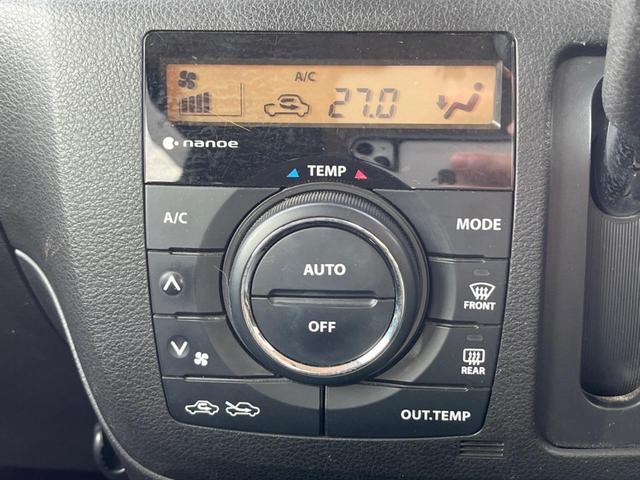 A/C
27.0
nanoe
TEMP
A/C
MODE
AUTO
OFF
FRONT
REAR
OUT.TEMP